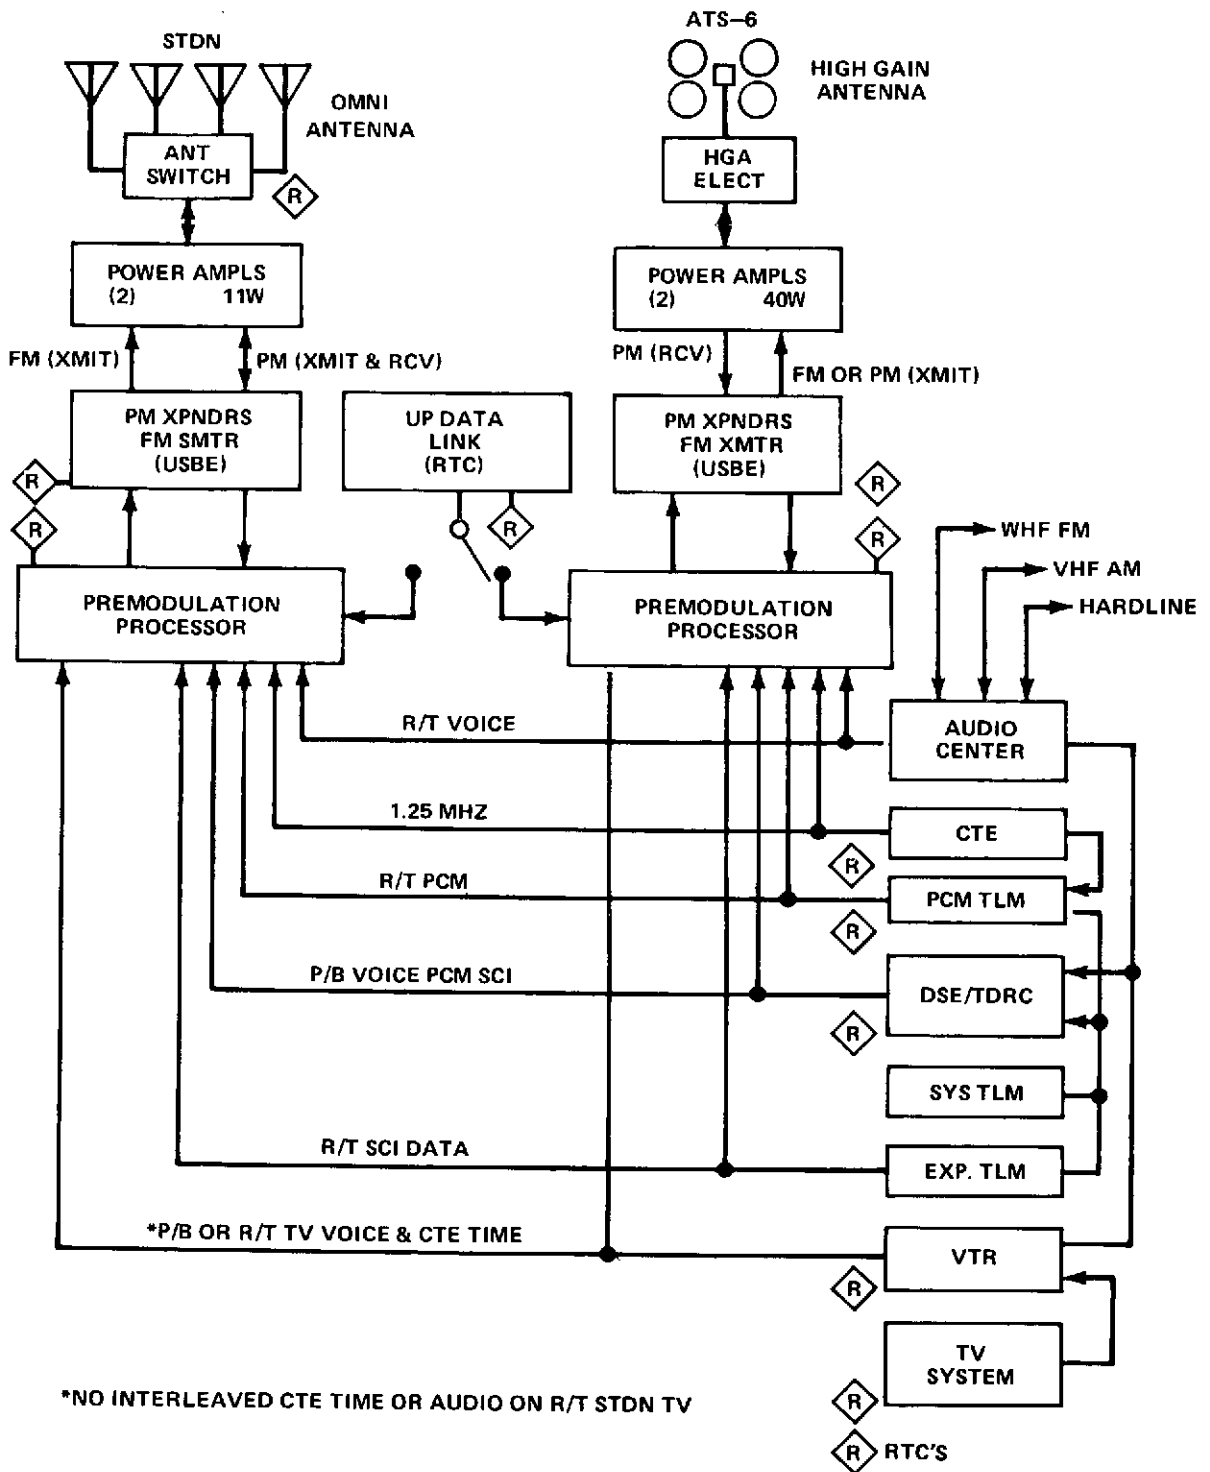 STDN
OMNI
ANTENNA
ANT
SWITCH
R
POWER AMPLS
(2) 11W
FM (XMIT)
PM (XMIT & RCV)
PM XPNDRS
FM SMTR
(USBE)
R
R
PREMODULATION
PROCESSOR
ATS-6
HIGH GAIN
ANTENNA
HGA
ELECT
POWER AMPLS
(2) 40W
PM (RCV)
FM OR PM (XMIT)
UP DATA
LINK
(RTC)
R
PM XPNDRS
FM XMTR
(USBE)
R
R
PREMODULATION
PROCESSOR
WHF FM
VHF AM
HARDLINE
R/T VOICE
AUDIO
CENTER
1.25 MHZ
CTE
R
R/T PCM
PCM TLM
R
P/B VOICE PCM SCI
DSE/TDRC
R
SYS TLM
R/T SCI DATA
EXP. TLM
*P/B OR R/T TV VOICE & CTE TIME
VTR
R
TV
SYSTEM
*NO INTERLEAVED CTE TIME OR AUDIO ON R/T STDN TV
R
R RTC'S